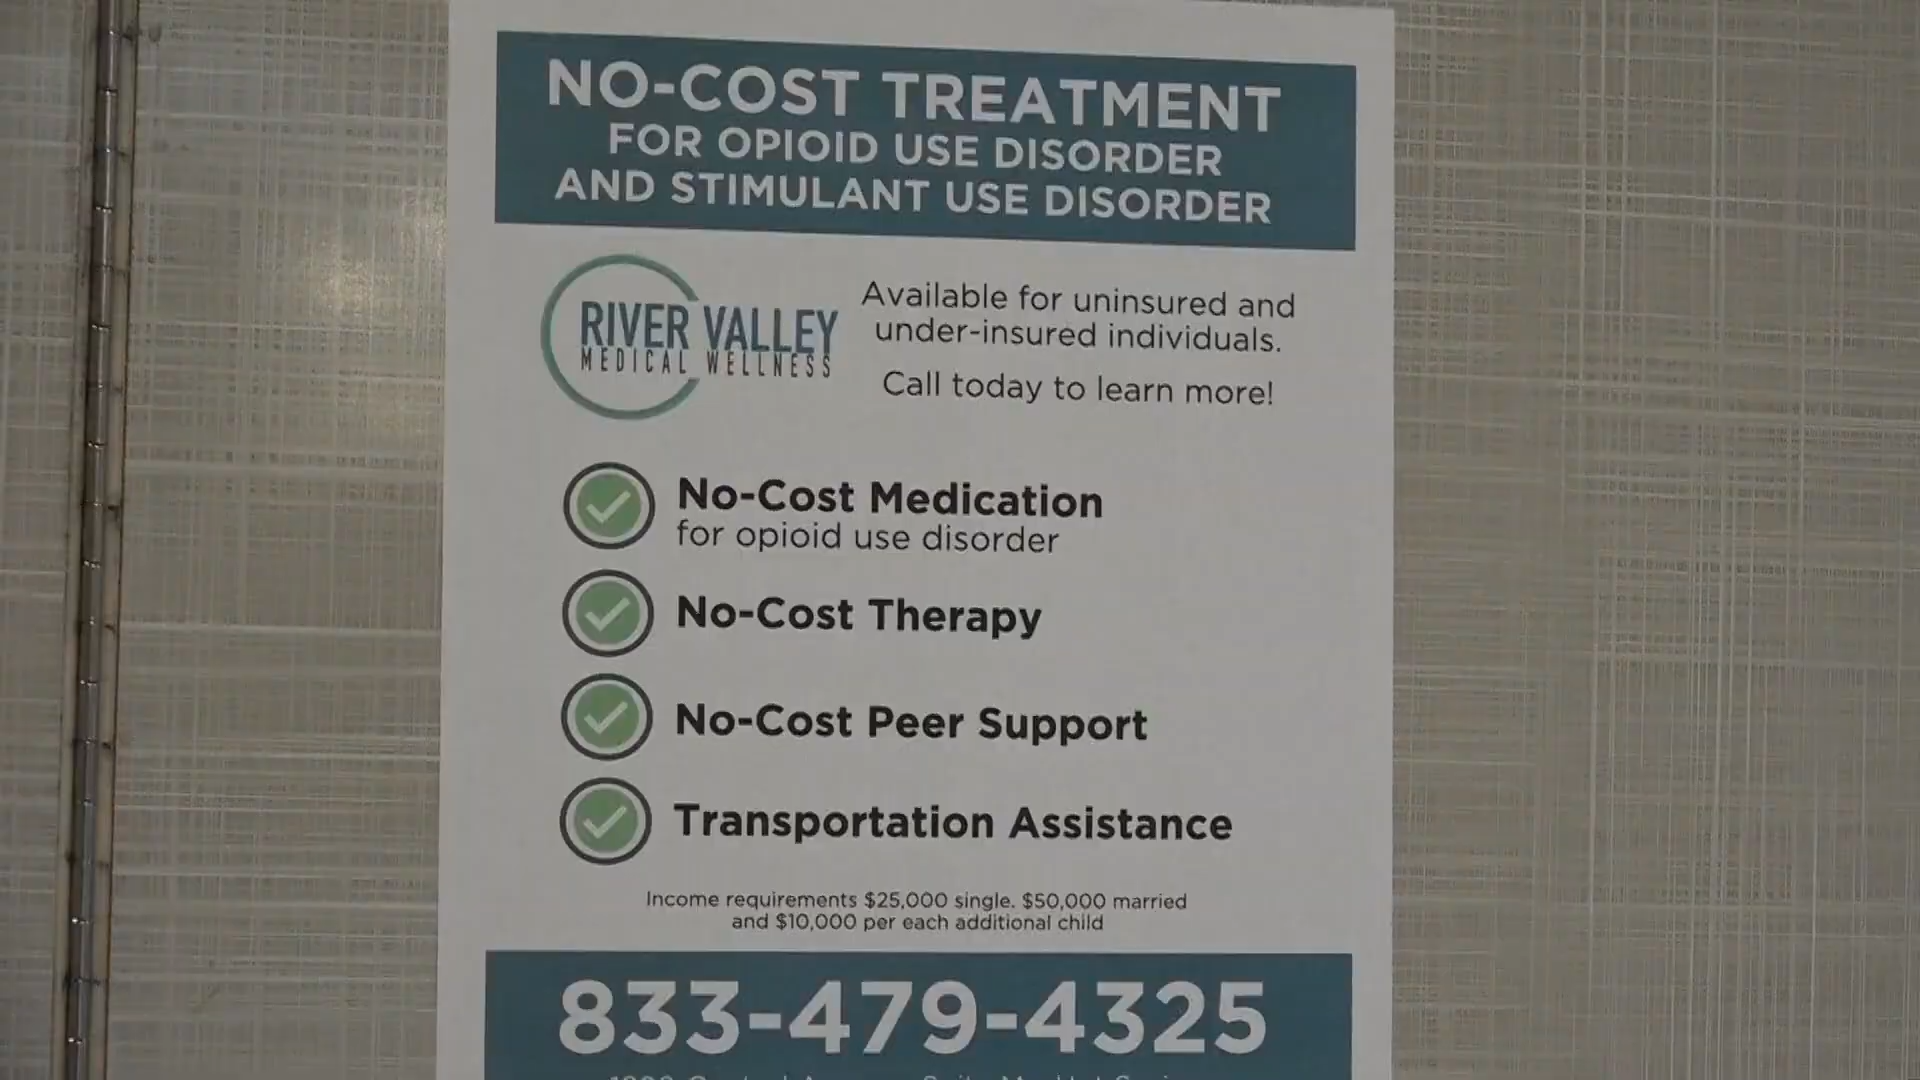 NO-COST TREATMENT
FOR OPIOID USE DISORDER
AND STIMULANT USE DISORDER
RIVER VALLEY
MEDICAL WELLNESS
Available for uninsured and
under-insured individuals.
Call today to learn more!
No-Cost Medication
for opioid use disorder
No-Cost Therapy
No-Cost Peer Support
Transportation Assistance
Income requirements $25,000 single. $50,000 married
and $10,000 per each additional child
833-479-4325